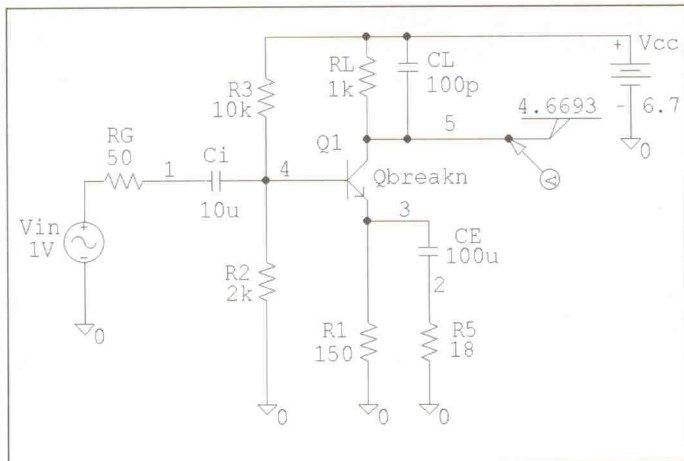 Vcc
+
- 6.7
0
RL
1k
CL
100p
R3
10k
4.6693
5
Q1
Qbreakn
V
RG
50
1
Ci
10u
4
3
CE
100u
2
Vin
1V
+
-
0
R2
2k
0
R1
150
0
R5
18
0